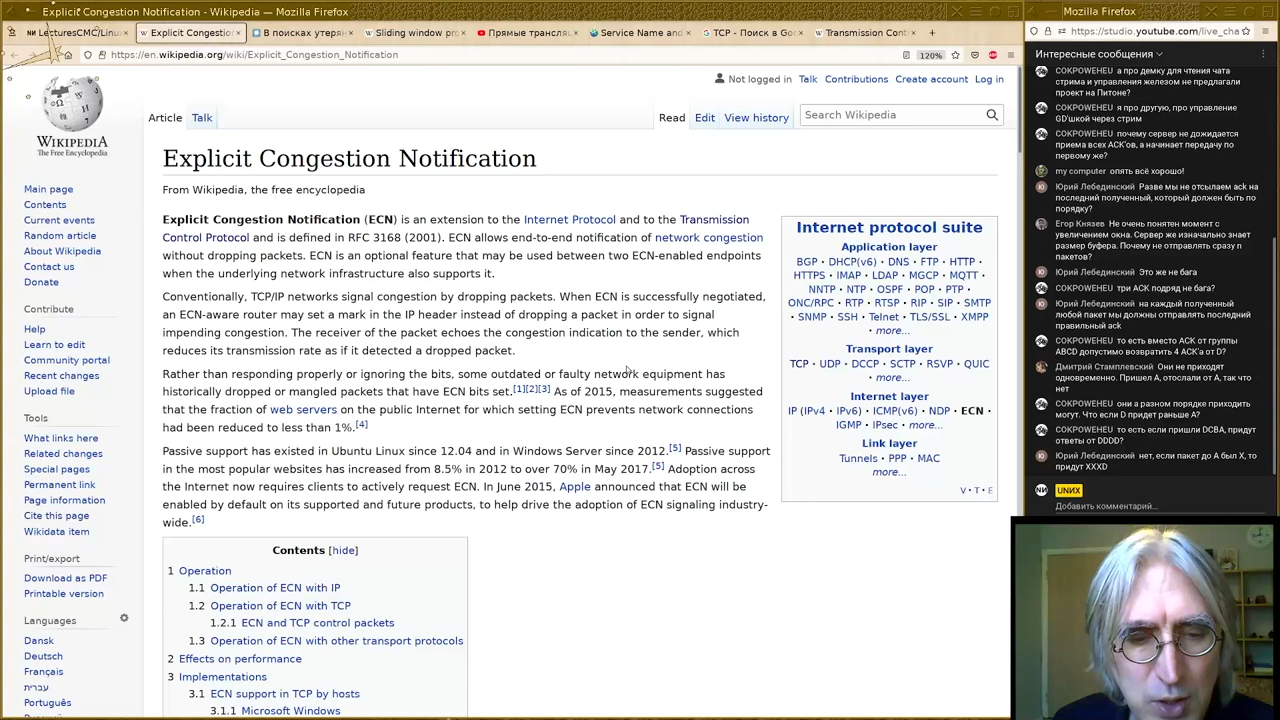 Explicit Congestion Notification - Wikipedia — Mozilla Firefox
Mozilla Firefox
LecturesCMC/Linux
Explicit Congestion
В поисках утерян
Sliding window pro
Прямые трансляц
Service Name and
TCP - Поиск в Goo
Transmission Cont
https://en.wikipedia.org/wiki/Explicit_Congestion_Notification
120%
https://studio.youtube.com/live_cha
Not logged in Talk Contributions Create account Log in
Article Talk
Read Edit View history
Search Wikipedia
WIKIPEDIA
The Free Encyclopedia
Main page
Contents
Current events
Random article
About Wikipedia
Contact us
Donate
Contribute
Help
Learn to edit
Community portal
Recent changes
Upload file
Tools
What links here
Related changes
Special pages
Permanent link
Page information
Cite this page
Wikidata item
Print/export
Download as PDF
Printable version
Languages
Dansk
Deutsch
Français
עברית
Português
Explicit Congestion Notification
From Wikipedia, the free encyclopedia
Explicit Congestion Notification (ECN) is an extension to the Internet Protocol and to the Transmission
Control Protocol and is defined in RFC 3168 (2001). ECN allows end-to-end notification of network congestion
without dropping packets. ECN is an optional feature that may be used between two ECN-enabled endpoints
when the underlying network infrastructure also supports it.
Conventionally, TCP/IP networks signal congestion by dropping packets. When ECN is successfully negotiated,
an ECN-aware router may set a mark in the IP header instead of dropping a packet in order to signal
impending congestion. The receiver of the packet echoes the congestion indication to the sender, which
reduces its transmission rate as if it detected a dropped packet.
Rather than responding properly or ignoring the bits, some outdated or faulty network equipment has
historically dropped or mangled packets that have ECN bits set.[1][2][3] As of 2015, measurements suggested
that the fraction of web servers on the public Internet for which setting ECN prevents network connections
had been reduced to less than 1%.[4]
Passive support has existed in Ubuntu Linux since 12.04 and in Windows Server since 2012.[5] Passive support
in the most popular websites has increased from 8.5% in 2012 to over 70% in May 2017.[5] Adoption across
the Internet now requires clients to actively request ECN. In June 2015, Apple announced that ECN will be
enabled by default on its supported and future products, to help drive the adoption of ECN signaling industry-
wide.[6]
Contents [hide]
1 Operation
1.1 Operation of ECN with IP
1.2 Operation of ECN with TCP
1.2.1 ECN and TCP control packets
1.3 Operation of ECN with other transport protocols
2 Effects on performance
3 Implementations
3.1 ECN support in TCP by hosts
3.1.1 Microsoft Windows
Internet protocol suite
Application layer
BGP · DHCP(v6) · DNS · FTP · HTTP ·
HTTPS · IMAP · LDAP · MGCP · MQTT ·
NNTP · NTP · OSPF · POP · PTP ·
ONC/RPC · RTP · RTSP · RIP · SIP · SMTP
· SNMP · SSH · Telnet · TLS/SSL · XMPP
· more...
Transport layer
TCP · UDP · DCCP · SCTP · RSVP · QUIC
· more...
Internet layer
IP (IPv4 · IPv6) · ICMP(v6) · NDP · ECN ·
IGMP · IPsec · more...
Link layer
Tunnels · PPP · MAC
more...
V · T · E
Интересные сообщения
COKPOWEHEU а про демку для чтения чата
стрима и управления железом не предлагали
проект на Питоне?
COKPOWEHEU я про другую, про управление
GD'шкой через стрим
COKPOWEHEU почему сервер не дожидается
приема всех ACK'ов, а начинает передачу по
первому же?
my computer опять всё хорошо!
Юрий Лебединский Разве мы не отсылаем ack на
последний полученный, который должен быть по
порядку?
Егор Князев Не очень понятен момент с
увеличением окна. Сервер же изначально знает
размер буфера. Почему не отправлять сразу n
пакетов?
Юрий Лебединский Это же не бага
COKPOWEHEU три ACK подряд не бага?
Юрий Лебединский на каждый полученный
любой пакет мы должны отправлять последний
правильный ack
COKPOWEHEU то есть вместо ACK от группы
ABCD допустимо возвратить 4 ACK'а от D?
Дмитрий Стамплевский Они не приходят
одновременно. Пришел А, отослали от А, так что
нет
COKPOWEHEU они а разном порядке приходить
могут. Что если D придет раньше A?
COKPOWEHEU то есть если пришли DCBA, придут
ответы от DDDD?
Юрий Лебединский нет, если пакет до А был X, то
придут XXXD
UNИX
Добавить комментарий...